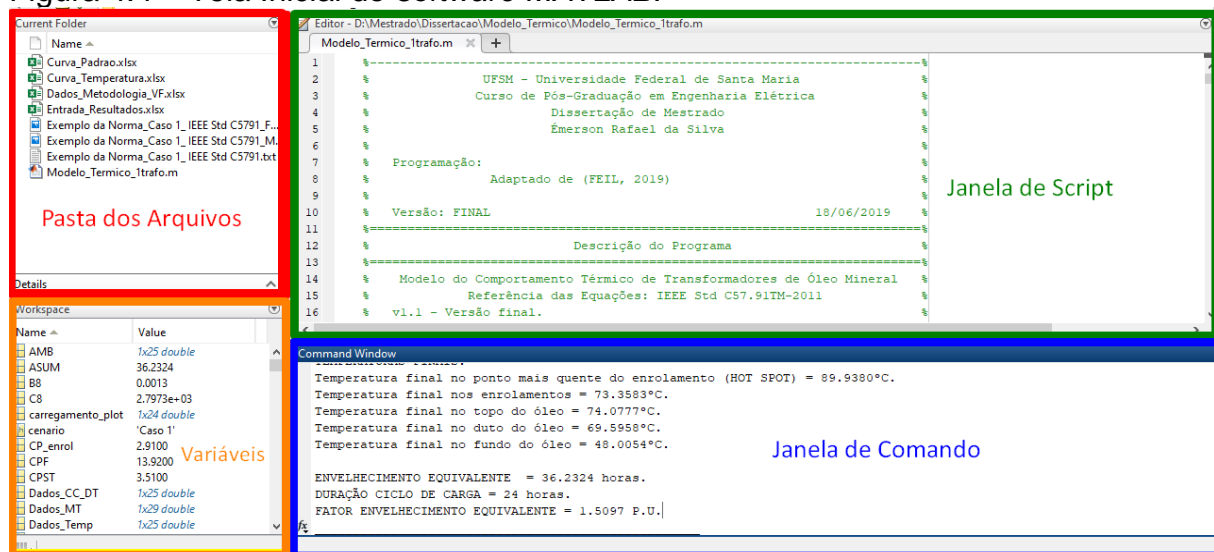 Current Folder
Name
Curva_Padrao.xlsx
Curva_Temperatura.xlsx
Dados_Metodologia_VF.xlsx
Entrada_Resultados.xlsx
Exemplo da Norma_Caso 1_ IEEE Std C5791_F...
Exemplo da Norma_Caso 1_ IEEE Std C5791_M...
Exemplo da Norma_Caso 1_ IEEE Std C5791.txt
Modelo_Termico_1trafo.m
Pasta dos Arquivos
Details
Workspace
Name Value
AMB 1x25 double
ASUM 36.2324
B8 0.0013
C8 2.7973e+03
carregamento_plot 1x24 double
cenario 'Caso 1'
CP_enrol 2.9100
CPF 13.9200
CPST 3.5100
Dados_CC_DT 1x25 double
Dados_MT 1x29 double
Dados_Temp 1x25 double
Variáveis
Editor - D:\Mestrado\Dissertacao\Modelo_Termico\Modelo_Termico_1trafo.m
Modelo_Termico_1trafo.m
1 %-----------------------------------------------------------------------%
2 % UFSM - Universidade Federal de Santa Maria %
3 % Curso de Pós-Graduação em Engenharia Elétrica %
4 % Dissertação de Mestrado %
5 % Émerson Rafael da Silva %
6 % %
7 % Programação: %
8 % Adaptado de (FEIL, 2019) %
9 % %
10 % Versão: FINAL 18/06/2019 %
11 %=======================================================================%
12 % Descrição do Programa %
13 %=======================================================================%
14 % Modelo do Comportamento Térmico de Transformadores de Óleo Mineral %
15 % Referência das Equações: IEEE Std C57.91TM-2011 %
16 % v1.1 - Versão final. %
Janela de Script
Command Window
Temperatura final no ponto mais quente do enrolamento (HOT SPOT) = 89.9380°C.
Temperatura final nos enrolamentos = 73.3583°C.
Temperatura final no topo do óleo = 74.0777°C.
Temperatura final no duto do óleo = 69.5958°C.
Temperatura final no fundo do óleo = 48.0054°C.
ENVELHECIMENTO EQUIVALENTE = 36.2324 horas.
DURAÇÃO CICLO DE CARGA = 24 horas.
FATOR ENVELHECIMENTO EQUIVALENTE = 1.5097 P.U.
fx
Janela de Comando